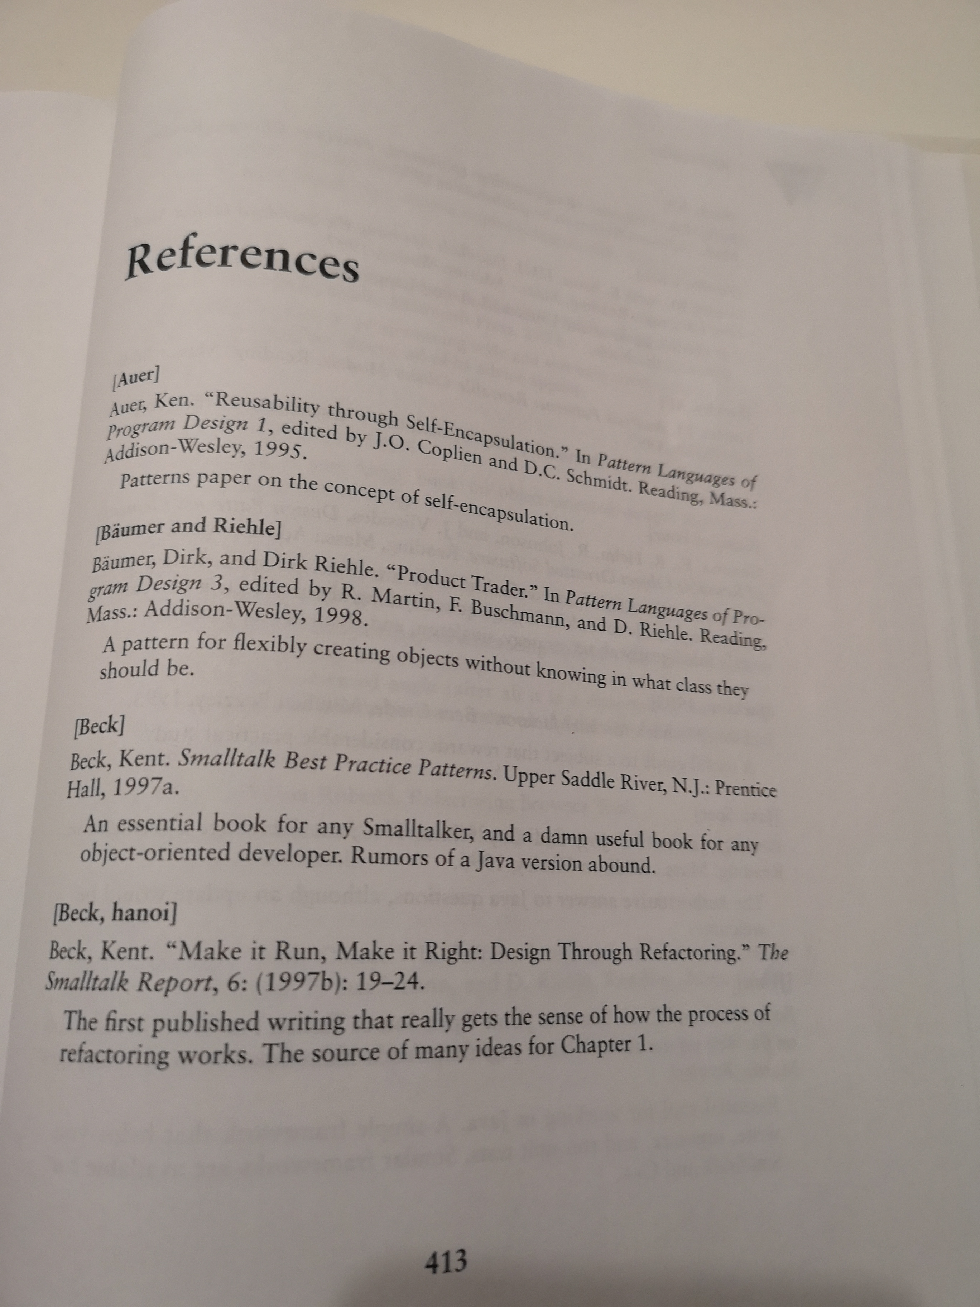 References
[Auer]
Auer, Ken. “Reusability through Self-Encapsulation.” In Pattern Languages of
Program Design 1, edited by J.O. Coplien and D.C. Schmidt. Reading, Mass.:
Addison-Wesley, 1995.
Patterns paper on the concept of self-encapsulation.
[Bäumer and Riehle]
Bäumer, Dirk, and Dirk Riehle. “Product Trader.” In Pattern Languages of Pro-
gram Design 3, edited by R. Martin, F. Buschmann, and D. Riehle. Reading,
Mass.: Addison-Wesley, 1998.
A pattern for flexibly creating objects without knowing in what class they
should be.
[Beck]
Beck, Kent. Smalltalk Best Practice Patterns. Upper Saddle River, N.J.: Prentice
Hall, 1997a.
An essential book for any Smalltalker, and a damn useful book for any
object-oriented developer. Rumors of a Java version abound.
[Beck, hanoi]
Beck, Kent. “Make it Run, Make it Right: Design Through Refactoring.” The
Smalltalk Report, 6: (1997b): 19–24.
The first published writing that really gets the sense of how the process of
refactoring works. The source of many ideas for Chapter 1.
413